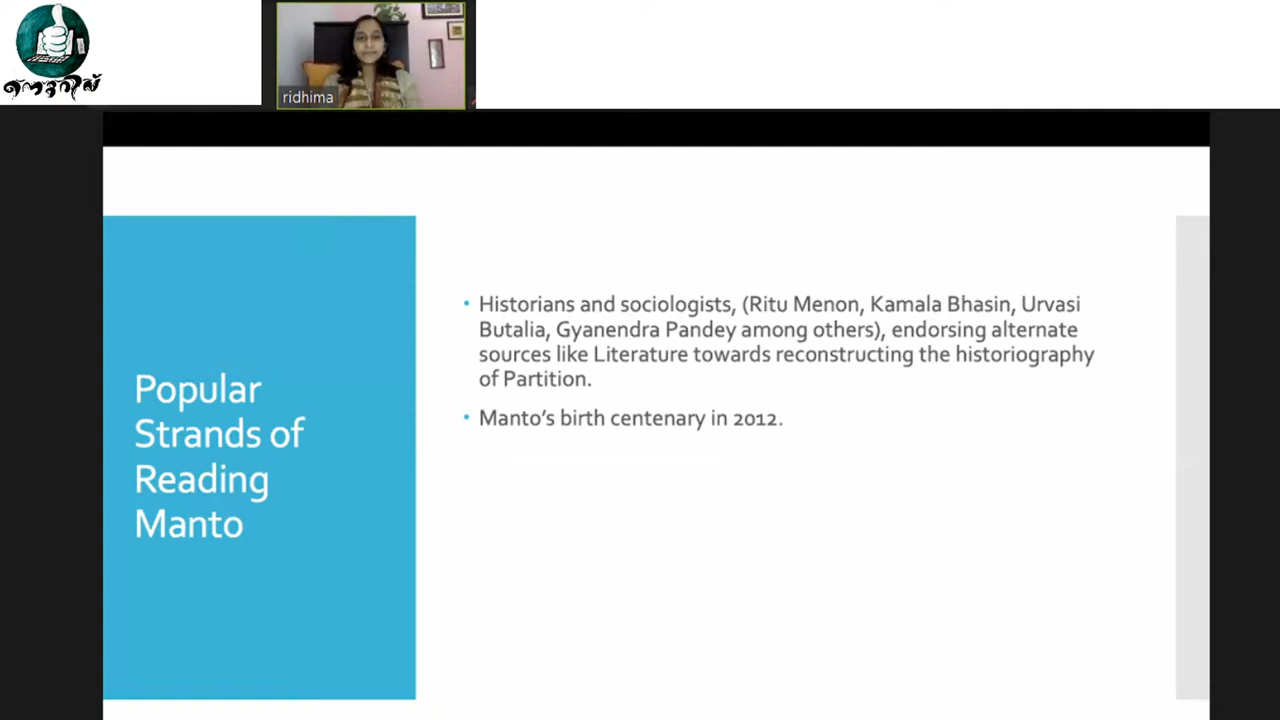 ridhima
Popular
Strands of
Reading
Manto
• Historians and sociologists, (Ritu Menon, Kamala Bhasin, Urvasi
Butalia, Gyanendra Pandey among others), endorsing alternate
sources like Literature towards reconstructing the historiography
of Partition.
• Manto’s birth centenary in 2012.